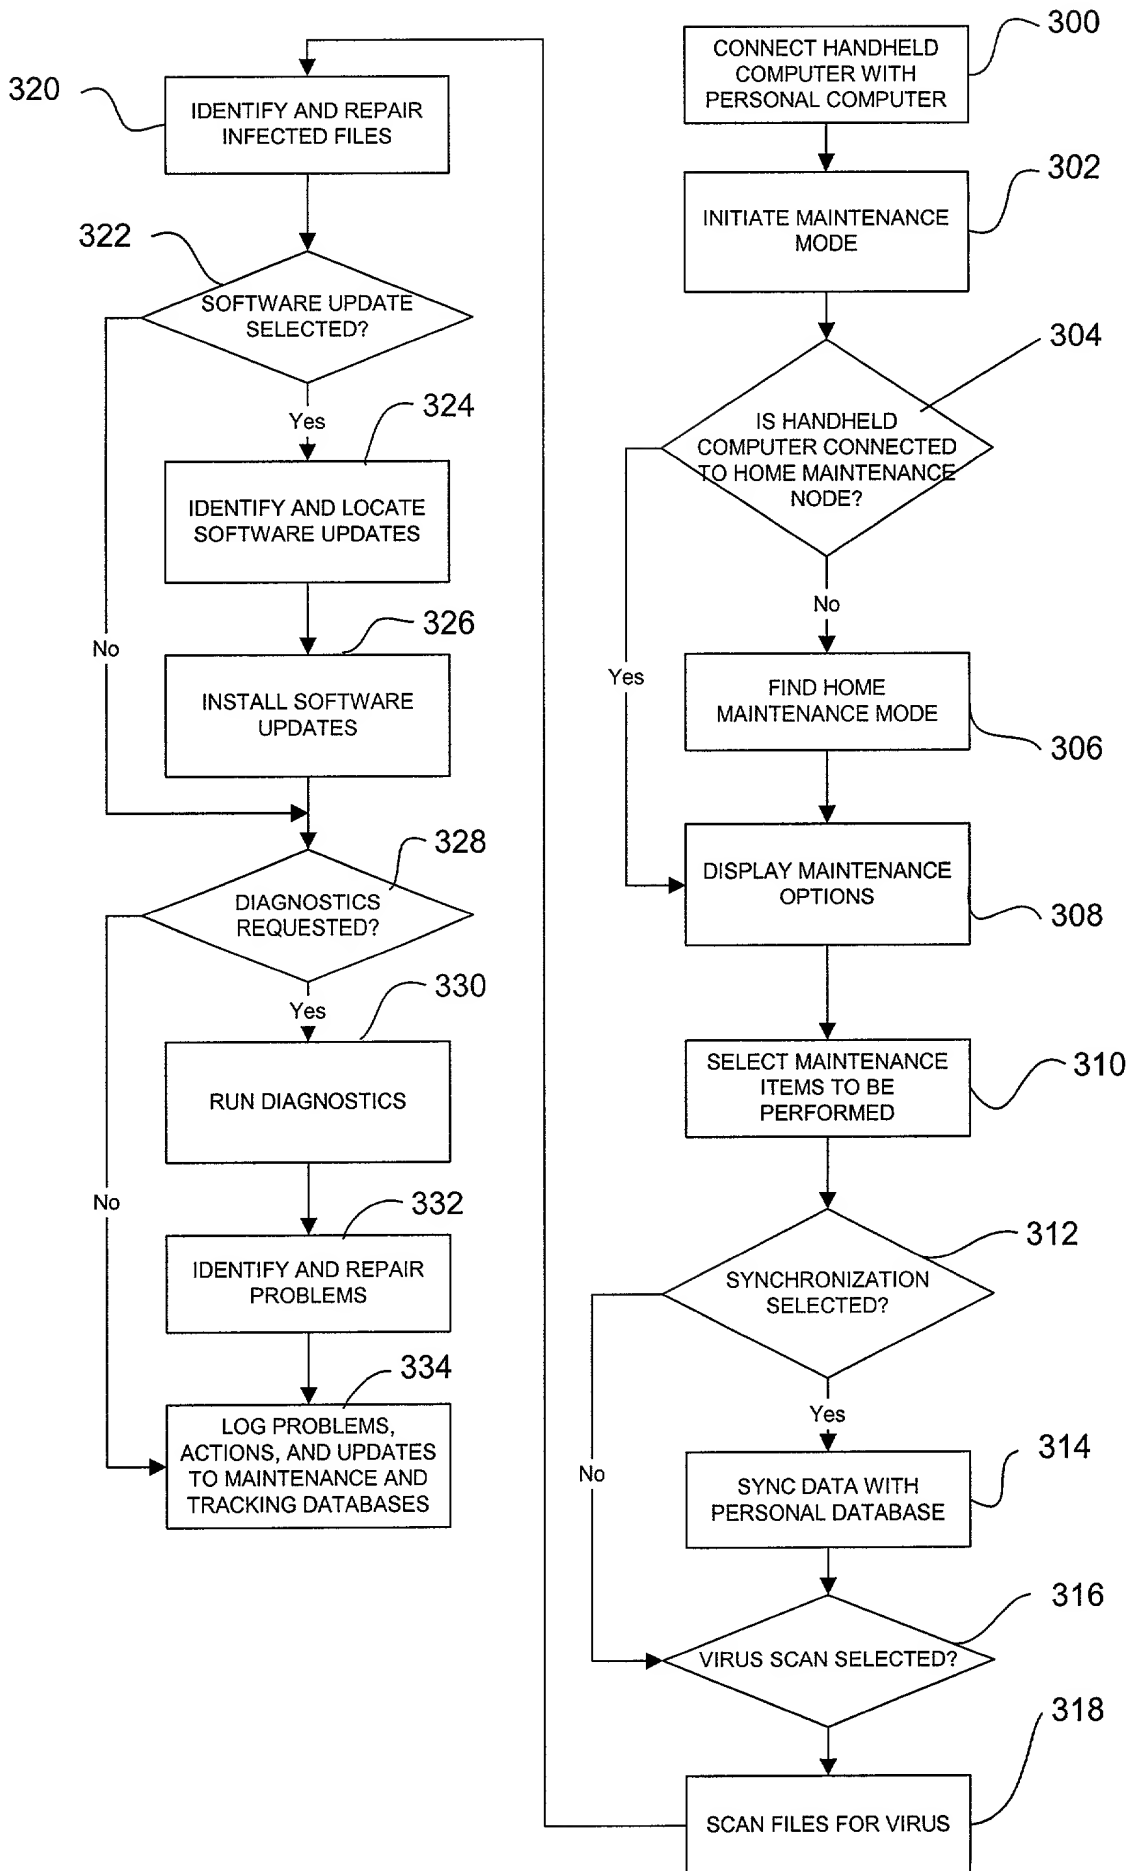 300
CONNECT HANDHELD
COMPUTER WITH
PERSONAL COMPUTER
302
INITIATE MAINTENANCE
MODE
304
IS HANDHELD
COMPUTER CONNECTED
TO HOME MAINTENANCE
NODE?
No
Yes
FIND HOME
MAINTENANCE MODE
306
DISPLAY MAINTENANCE
OPTIONS
308
SELECT MAINTENANCE
ITEMS TO BE
PERFORMED
310
312
SYNCHRONIZATION
SELECTED?
Yes
No
314
SYNC DATA WITH
PERSONAL DATABASE
316
VIRUS SCAN SELECTED?
318
SCAN FILES FOR VIRUS
320
IDENTIFY AND REPAIR
INFECTED FILES
322
SOFTWARE UPDATE
SELECTED?
Yes
No
324
IDENTIFY AND LOCATE
SOFTWARE UPDATES
326
INSTALL SOFTWARE
UPDATES
328
DIAGNOSTICS
REQUESTED?
Yes
No
330
RUN DIAGNOSTICS
332
IDENTIFY AND REPAIR
PROBLEMS
334
LOG PROBLEMS,
ACTIONS, AND UPDATES
TO MAINTENANCE AND
TRACKING DATABASES